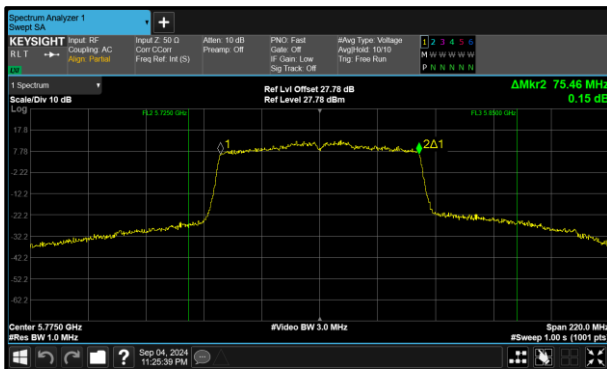 Spectrum Analyzer 1
Swept SA
KEYSIGHT
RLT
Input: RF
Coupling: AC
Align: Partial
Input Z: 50 Ω
Corr CCorr
Freq Ref: Int (S)
Atten: 10 dB
Preamp: Off
PNO: Fast
Gate: Off
IF Gain: Low
Sig Track: Off
#Avg Type: Voltage
Avg|Hold: 10/10
Trig: Free Run
1 2 3 4 5 6
M W W W W W
P N N N N N
1 Spectrum
Scale/Div 10 dB
Ref Lvl Offset 27.78 dB
Ref Level 27.78 dBm
ΔMkr2 75.46 MHz
0.15 dB
Log
FL2 5.7250 GHz
FL3 5.8500 GHz
17.8
7.78
-2.22
-12.2
-22.2
-32.2
-42.2
-52.2
-62.2
1
2Δ1
Center 5.7750 GHz
#Res BW 1.0 MHz
#Video BW 3.0 MHz
Span 220.0 MHz
#Sweep 1.00 s (1001 pts)
?
Sep 04, 2024
11:25:39 PM